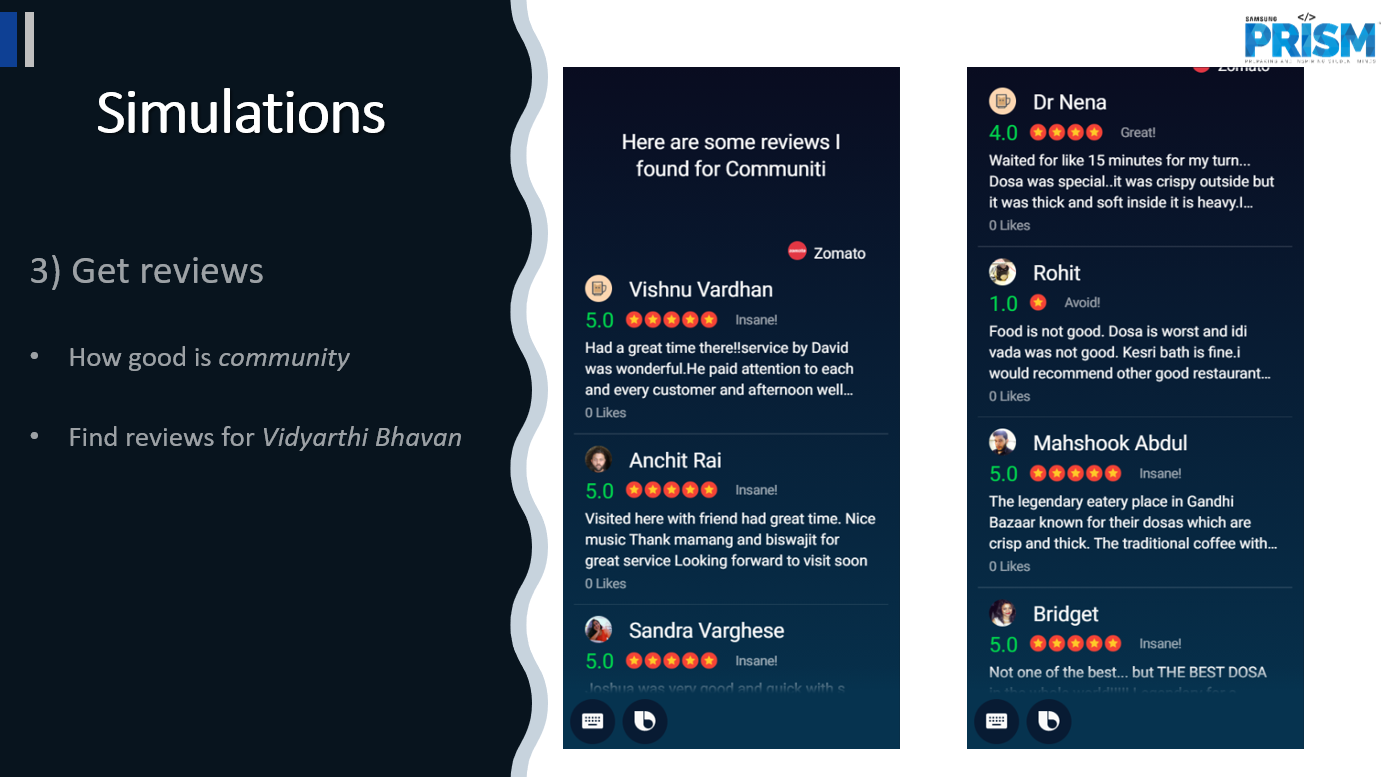 SAMSUNG
</>
PRISM
Simulations
3) Get reviews
• How good is community
• Find reviews for Vidyarthi Bhavan
Here are some reviews I
found for Communiti
Zomato
Vishnu Vardhan
5.0 Insane!
Had a great time there!!service by David
was wonderful.He paid attention to each
and every customer and afternoon well...
0 Likes
Anchit Rai
5.0 Insane!
Visited here with friend had great time. Nice
music Thank mamang and biswajit for
great service Looking forward to visit soon
0 Likes
Sandra Varghese
5.0 Insane!
Joshua was very good and quick with s
Zomato
Dr Nena
4.0 Great!
Waited for like 15 minutes for my turn...
Dosa was special..it was crispy outside but
it was thick and soft inside it is heavy.I...
0 Likes
Rohit
1.0 Avoid!
Food is not good. Dosa is worst and idi
vada was not good. Kesri bath is fine.i
would recommend other good restaurant...
0 Likes
Mahshook Abdul
5.0 Insane!
The legendary eatery place in Gandhi
Bazaar known for their dosas which are
crisp and thick. The traditional coffee with...
0 Likes
Bridget
5.0 Insane!
Not one of the best... but THE BEST DOSA
in the whole world!!!!! Legendary for a